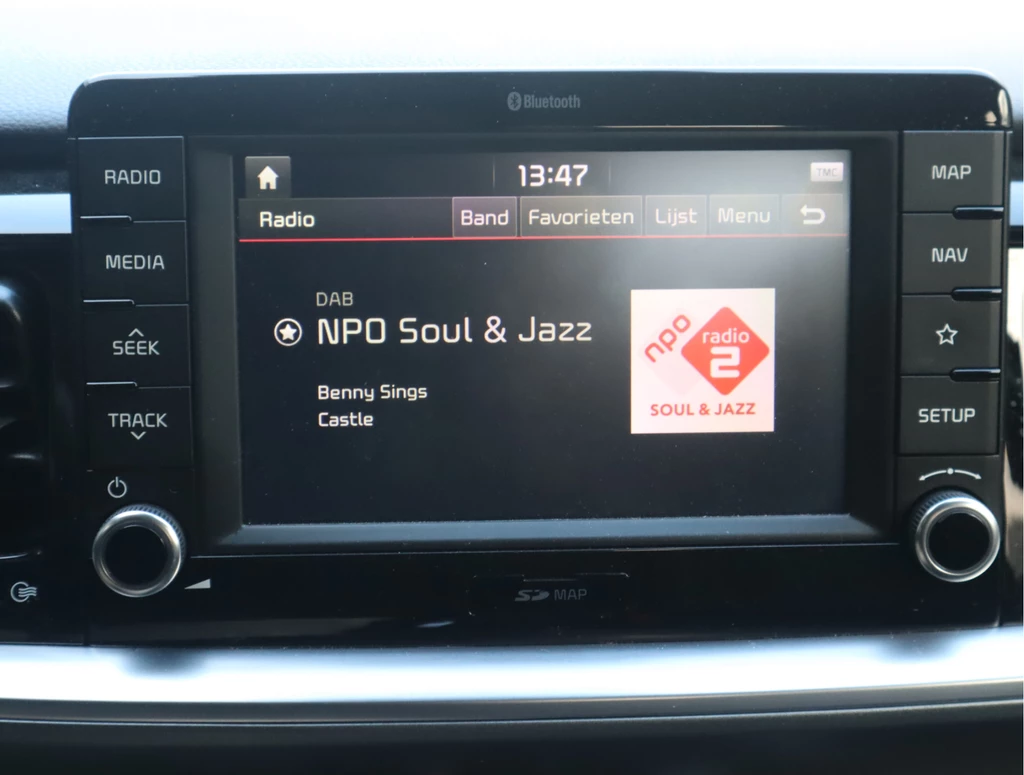 Bluetooth
RADIO
MEDIA
SEEK
TRACK
13:47
TMC
Radio
Band
Favorieten
Lijst
Menu
DAB
NPO Soul & Jazz
Benny Sings
Castle
npo
radio
2
SOUL & JAZZ
MAP
NAV
SETUP
SD MAP